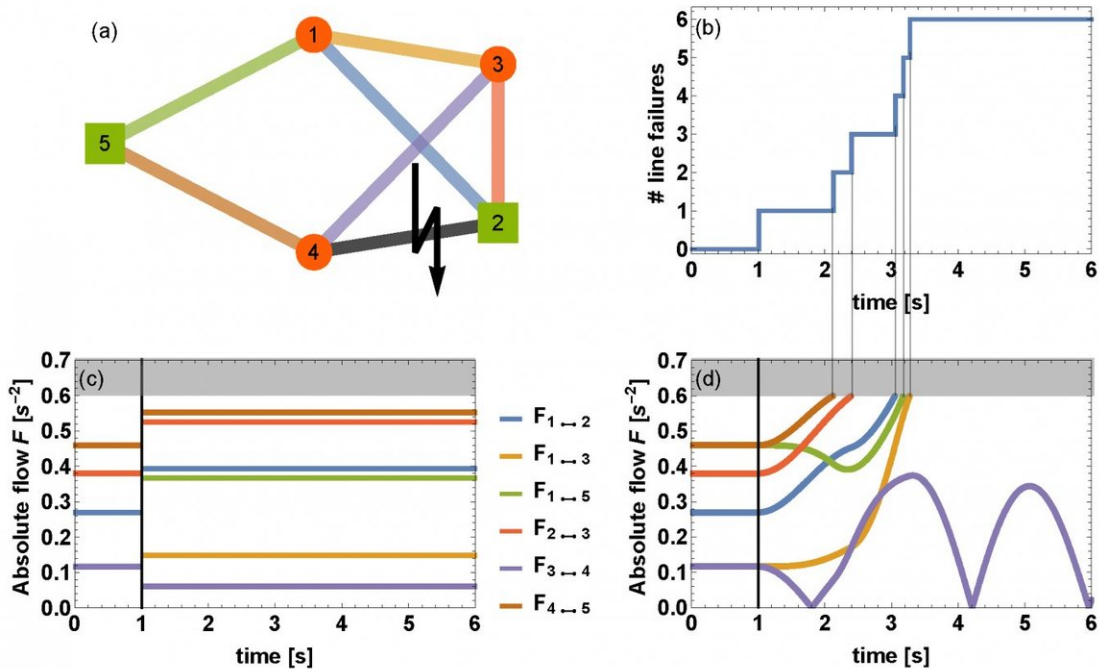 (a)
1
3
5
2
4
(b)
# line failures
6
5
4
3
2
1
0
0 1 2 3 4 5 6
time [s]
(c)
Absolute flow F [s⁻²]
0.7
0.6
0.5
0.4
0.3
0.2
0.1
0.0
0 1 2 3 4 5 6
time [s]
F₁↔₂
F₁↔₃
F₁↔₅
F₂↔₃
F₃↔₄
F₄↔₅
(d)
Absolute flow F [s⁻²]
0.7
0.6
0.5
0.4
0.3
0.2
0.1
0.0
0 1 2 3 4 5 6
time [s]